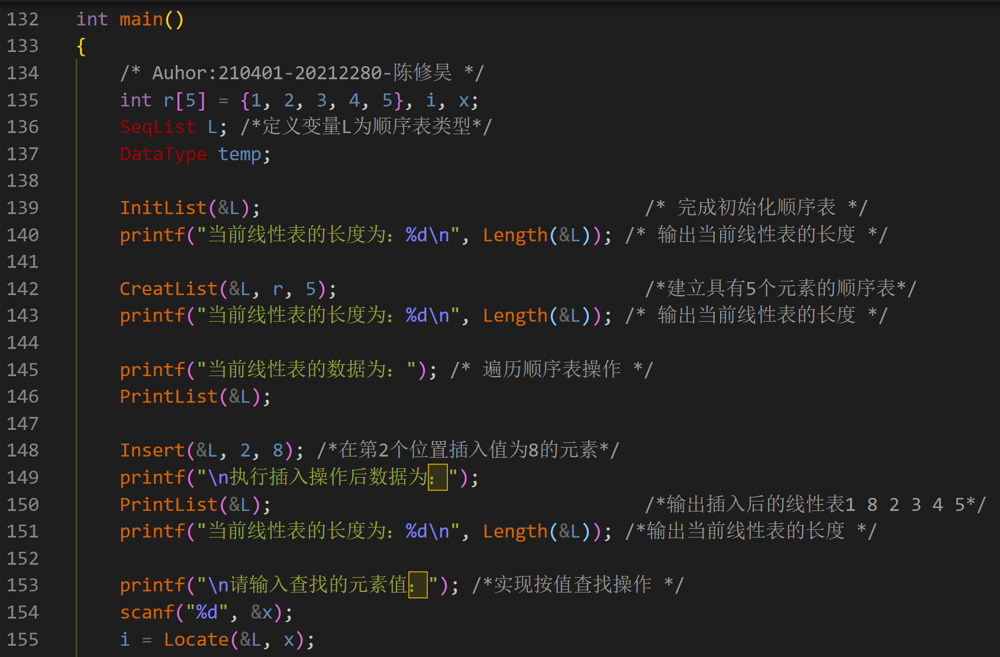 132 int main()
133 {
134 /* Auhor:210401-20212280-陈修昊 */
135 int r[5] = {1, 2, 3, 4, 5}, i, x;
136 SeqList L; /*定义变量L为顺序表类型*/
137 DataType temp;
138
139 InitList(&L); /* 完成初始化顺序表 */
140 printf("当前线性表的长度为：%d\n", Length(&L)); /* 输出当前线性表的长度 */
141
142 CreatList(&L, r, 5); /*建立具有5个元素的顺序表*/
143 printf("当前线性表的长度为：%d\n", Length(&L)); /* 输出当前线性表的长度 */
144
145 printf("当前线性表的数据为："); /* 遍历顺序表操作 */
146 PrintList(&L);
147
148 Insert(&L, 2, 8); /*在第2个位置插入值为8的元素*/
149 printf("\n执行插入操作后数据为：");
150 PrintList(&L); /*输出插入后的线性表1 8 2 3 4 5*/
151 printf("当前线性表的长度为：%d\n", Length(&L)); /*输出当前线性表的长度 */
152
153 printf("\n请输入查找的元素值："); /*实现按值查找操作 */
154 scanf("%d", &x);
155 i = Locate(&L, x);